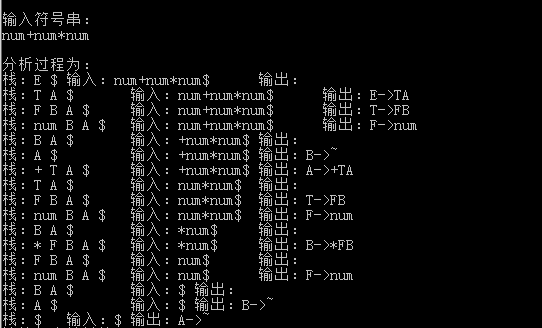 输入符号串:
num+num*num
分析过程为:
栈: E $ 输入: num+num*num$ 输出:
栈: T A $ 输入: num+num*num$ 输出: E->TA
栈: F B A $ 输入: num+num*num$ 输出: T->FB
栈: num B A $ 输入: num+num*num$ 输出: F->num
栈: B A $ 输入: +num*num$ 输出:
栈: A $ 输入: +num*num$ 输出: B->~
栈: + T A $ 输入: +num*num$ 输出: A->+TA
栈: T A $ 输入: num*num$ 输出:
栈: F B A $ 输入: num*num$ 输出: T->FB
栈: num B A $ 输入: num*num$ 输出: F->num
栈: B A $ 输入: *num$ 输出:
栈: * F B A $ 输入: *num$ 输出: B->*FB
栈: F B A $ 输入: num$ 输出:
栈: num B A $ 输入: num$ 输出: F->num
栈: B A $ 输入: $ 输出:
栈: A $ 输入: $ 输出: B->~
栈: $ 输入: $ 输出: A->~